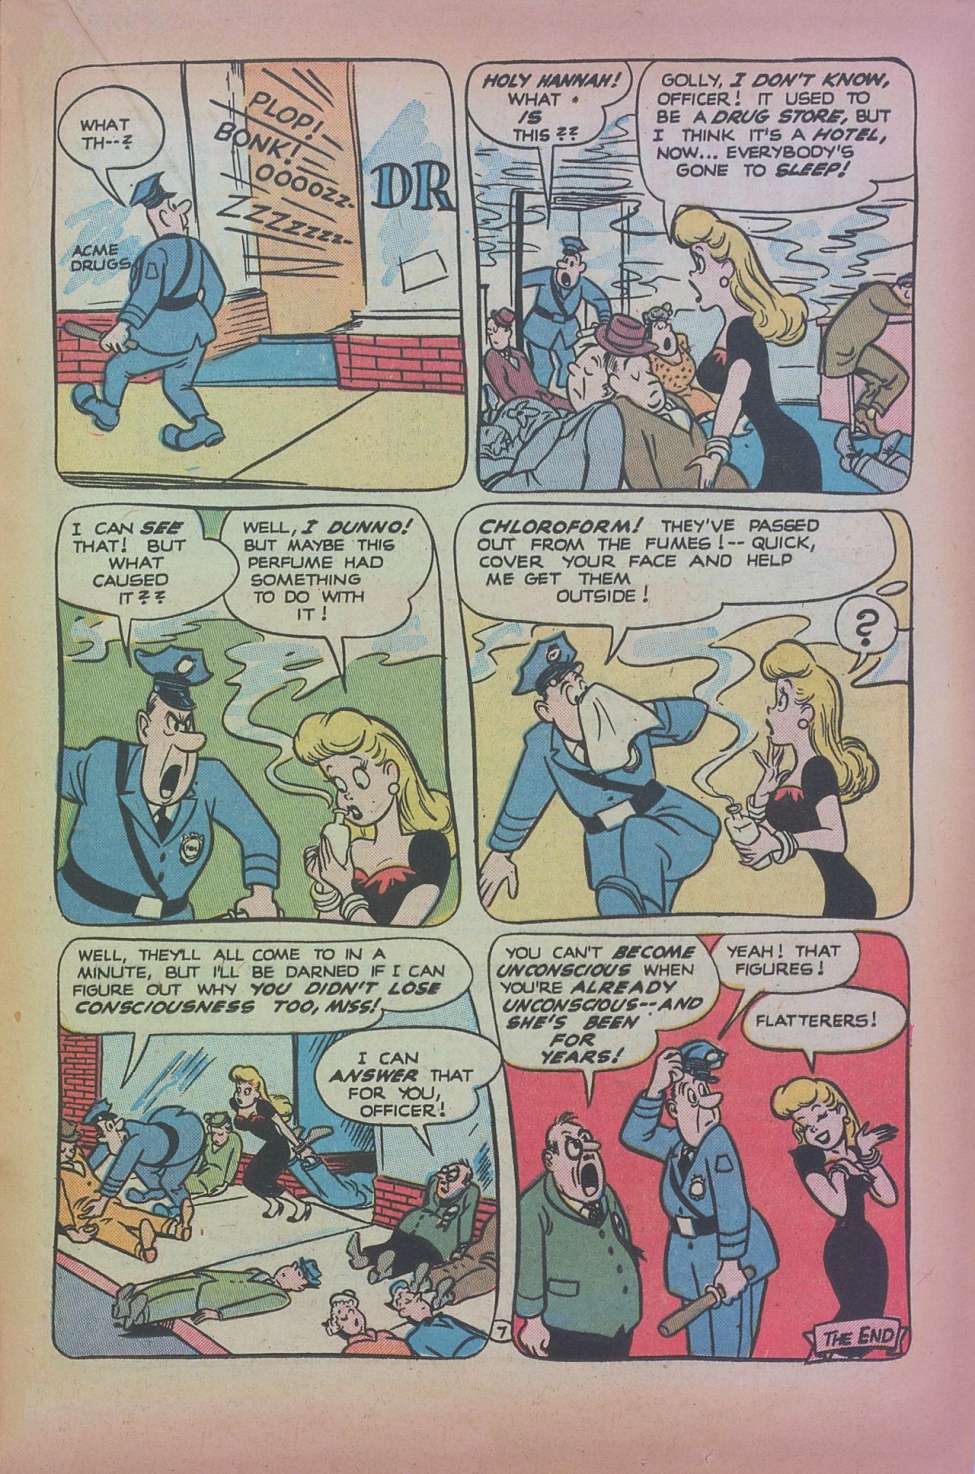 WHAT
TH--?
PLOP!
BONK!
OOOOZZ-
ZZZZZZZ-
DR
ACME
DRUGS
HOLY HANNAH!
WHAT
IS
THIS??
GOLLY, I DON'T KNOW,
OFFICER! IT USED TO
BE A DRUG STORE, BUT
I THINK IT'S A HOTEL,
NOW... EVERYBODY'S
GONE TO SLEEP!
I CAN SEE
THAT! BUT
WHAT
CAUSED
IT??
WELL, I DUNNO!
BUT MAYBE THIS
PERFUME HAD
SOMETHING
TO DO WITH
IT!
CHLOROFORM! THEY'VE PASSED
OUT FROM THE FUMES!-- QUICK,
COVER YOUR FACE AND HELP
ME GET THEM
OUTSIDE!
?
WELL, THEY'LL ALL COME TO IN A
MINUTE, BUT I'LL BE DARNED IF I CAN
FIGURE OUT WHY YOU DIDN'T LOSE
CONSCIOUSNESS TOO, MISS!
I CAN
ANSWER THAT
FOR YOU,
OFFICER!
7
YOU CAN'T BECOME
UNCONSCIOUS WHEN
YOU'RE ALREADY
UNCONSCIOUS--AND
SHE'S BEEN
FOR
YEARS!
YEAH! THAT
FIGURES!
FLATTERERS!
THE END